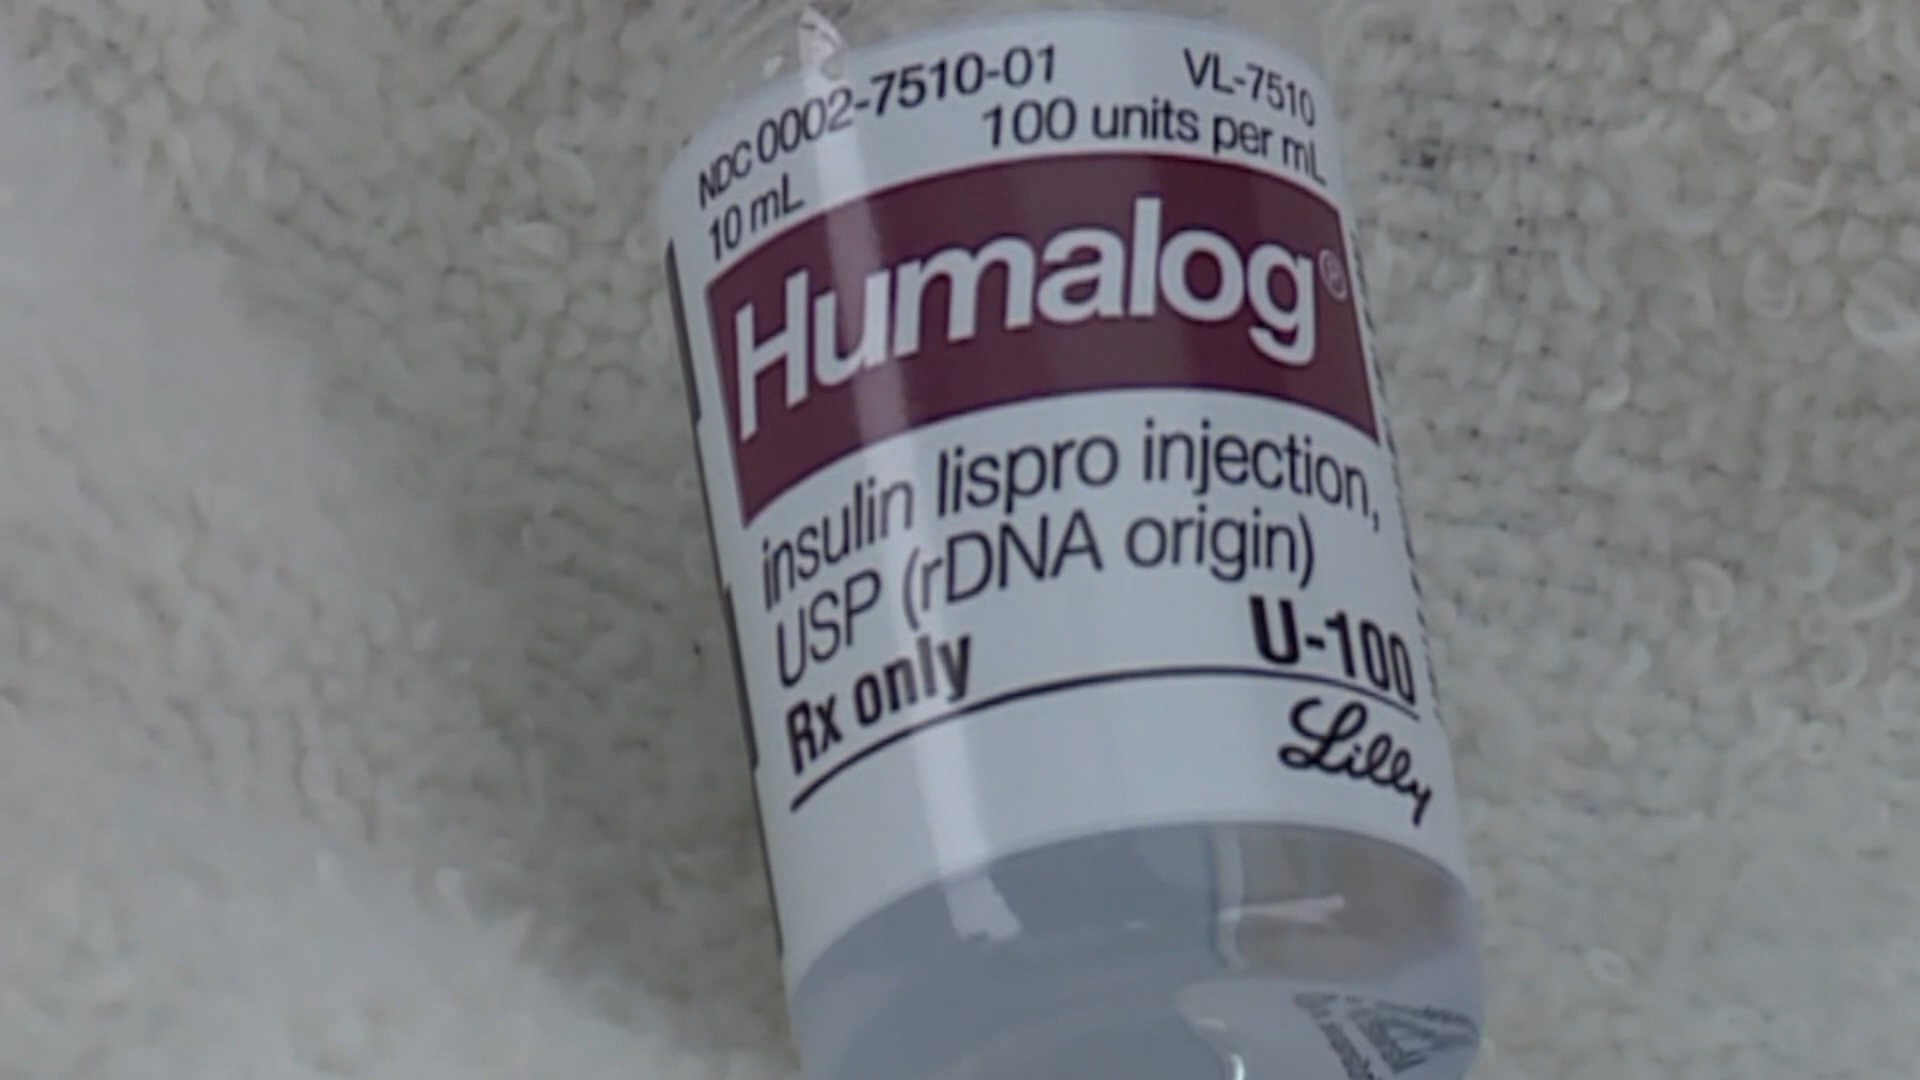 NDC 0002-7510-01 VL-7510
10 mL 100 units per mL
Humalog®
insulin lispro injection,
USP (rDNA origin)
Rx only U-100
Lilly